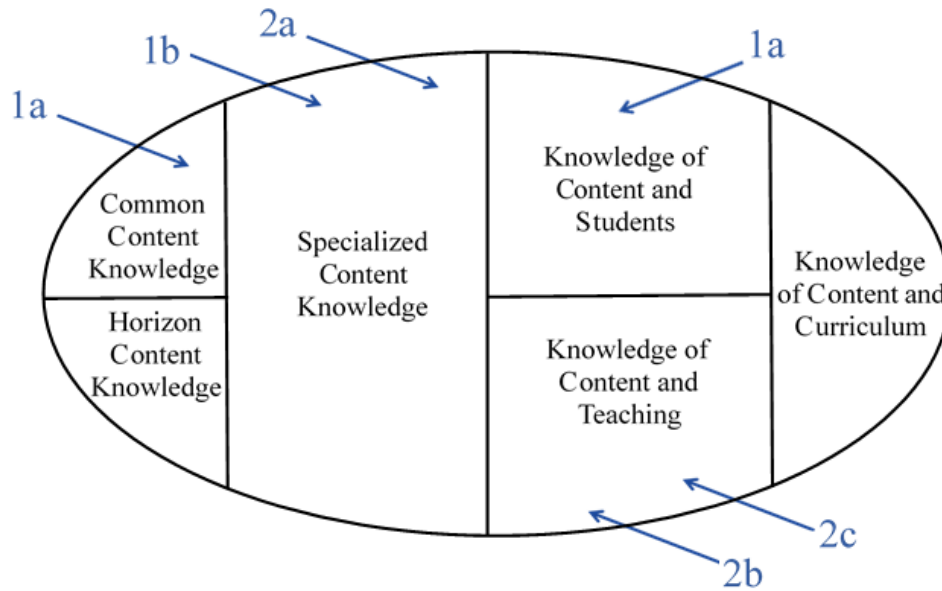 2a
1b
1a
1a
Common
Content
Knowledge
Horizon
Content
Knowledge
Specialized
Content
Knowledge
Knowledge of
Content and
Students
Knowledge of
Content and
Teaching
Knowledge
of Content and
Curriculum
2c
2b